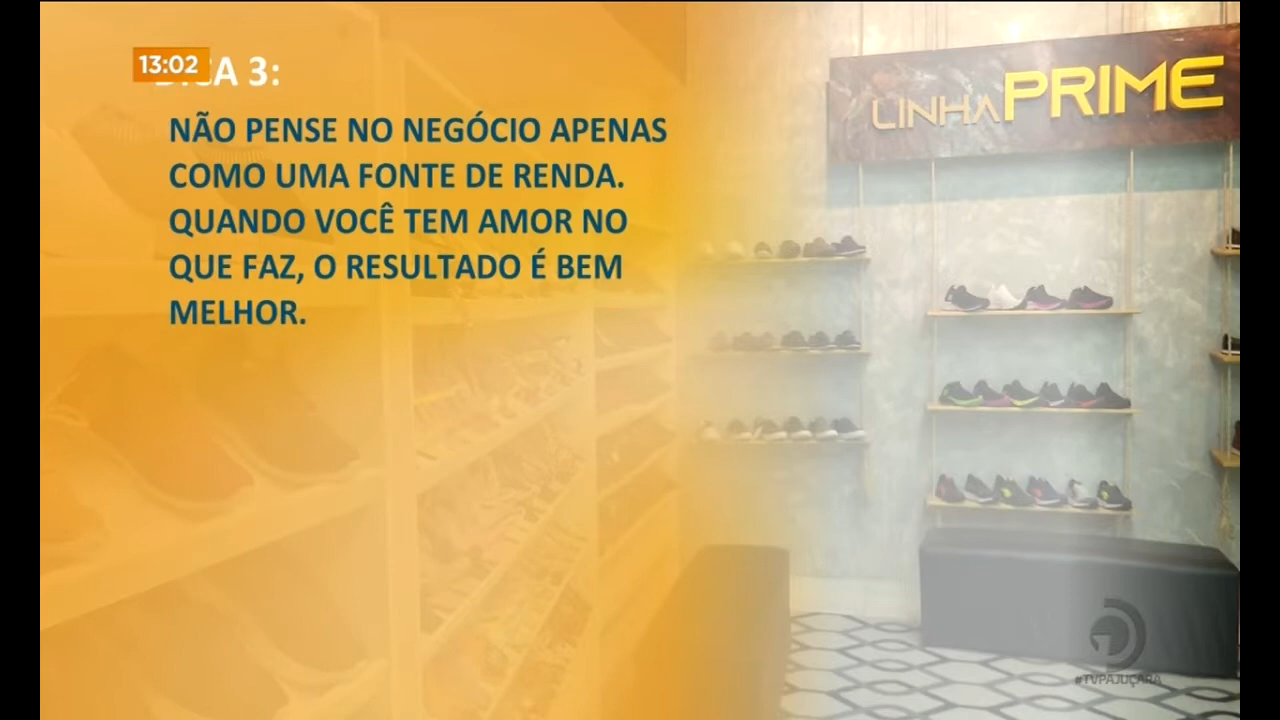 13:02
DICA 3:
NÃO PENSE NO NEGÓCIO APENAS
COMO UMA FONTE DE RENDA.
QUANDO VOCÊ TEM AMOR NO
QUE FAZ, O RESULTADO É BEM
MELHOR.
LINHA PRIME
#TVPAJUÇARA